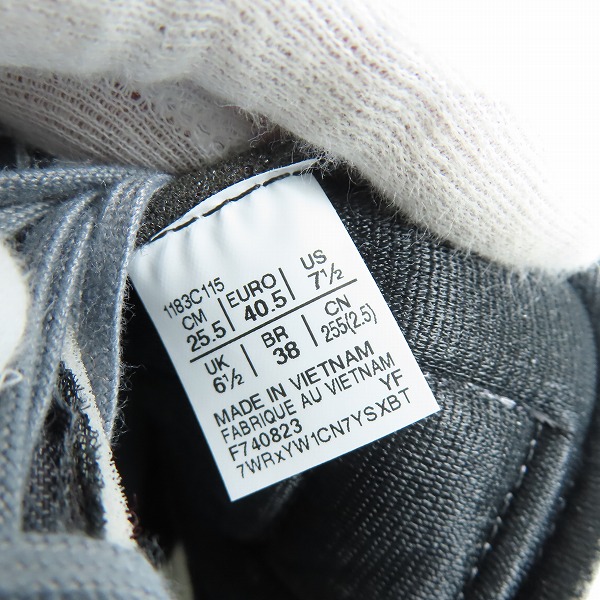 1183C115
CM EURO US
25.5 40.5 7½
UK BR CN
6½ 38 255(2.5)
MADE IN VIETNAM
FABRIQUE AU VIETNAM
F740823 YF
7WRxYW1CN7YSXBT